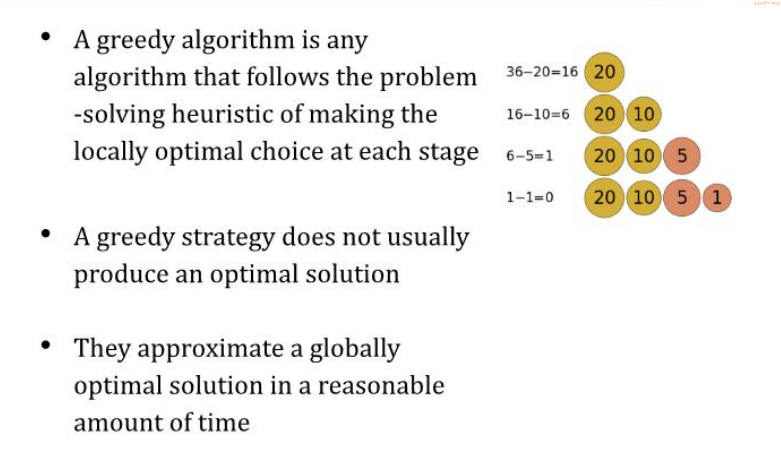 • A greedy algorithm is any
algorithm that follows the problem
-solving heuristic of making the
locally optimal choice at each stage
• A greedy strategy does not usually
produce an optimal solution
• They approximate a globally
optimal solution in a reasonable
amount of time
36−20=16 20
16−10=6 20 10
6−5=1 20 10 5
1−1=0 20 10 5 1